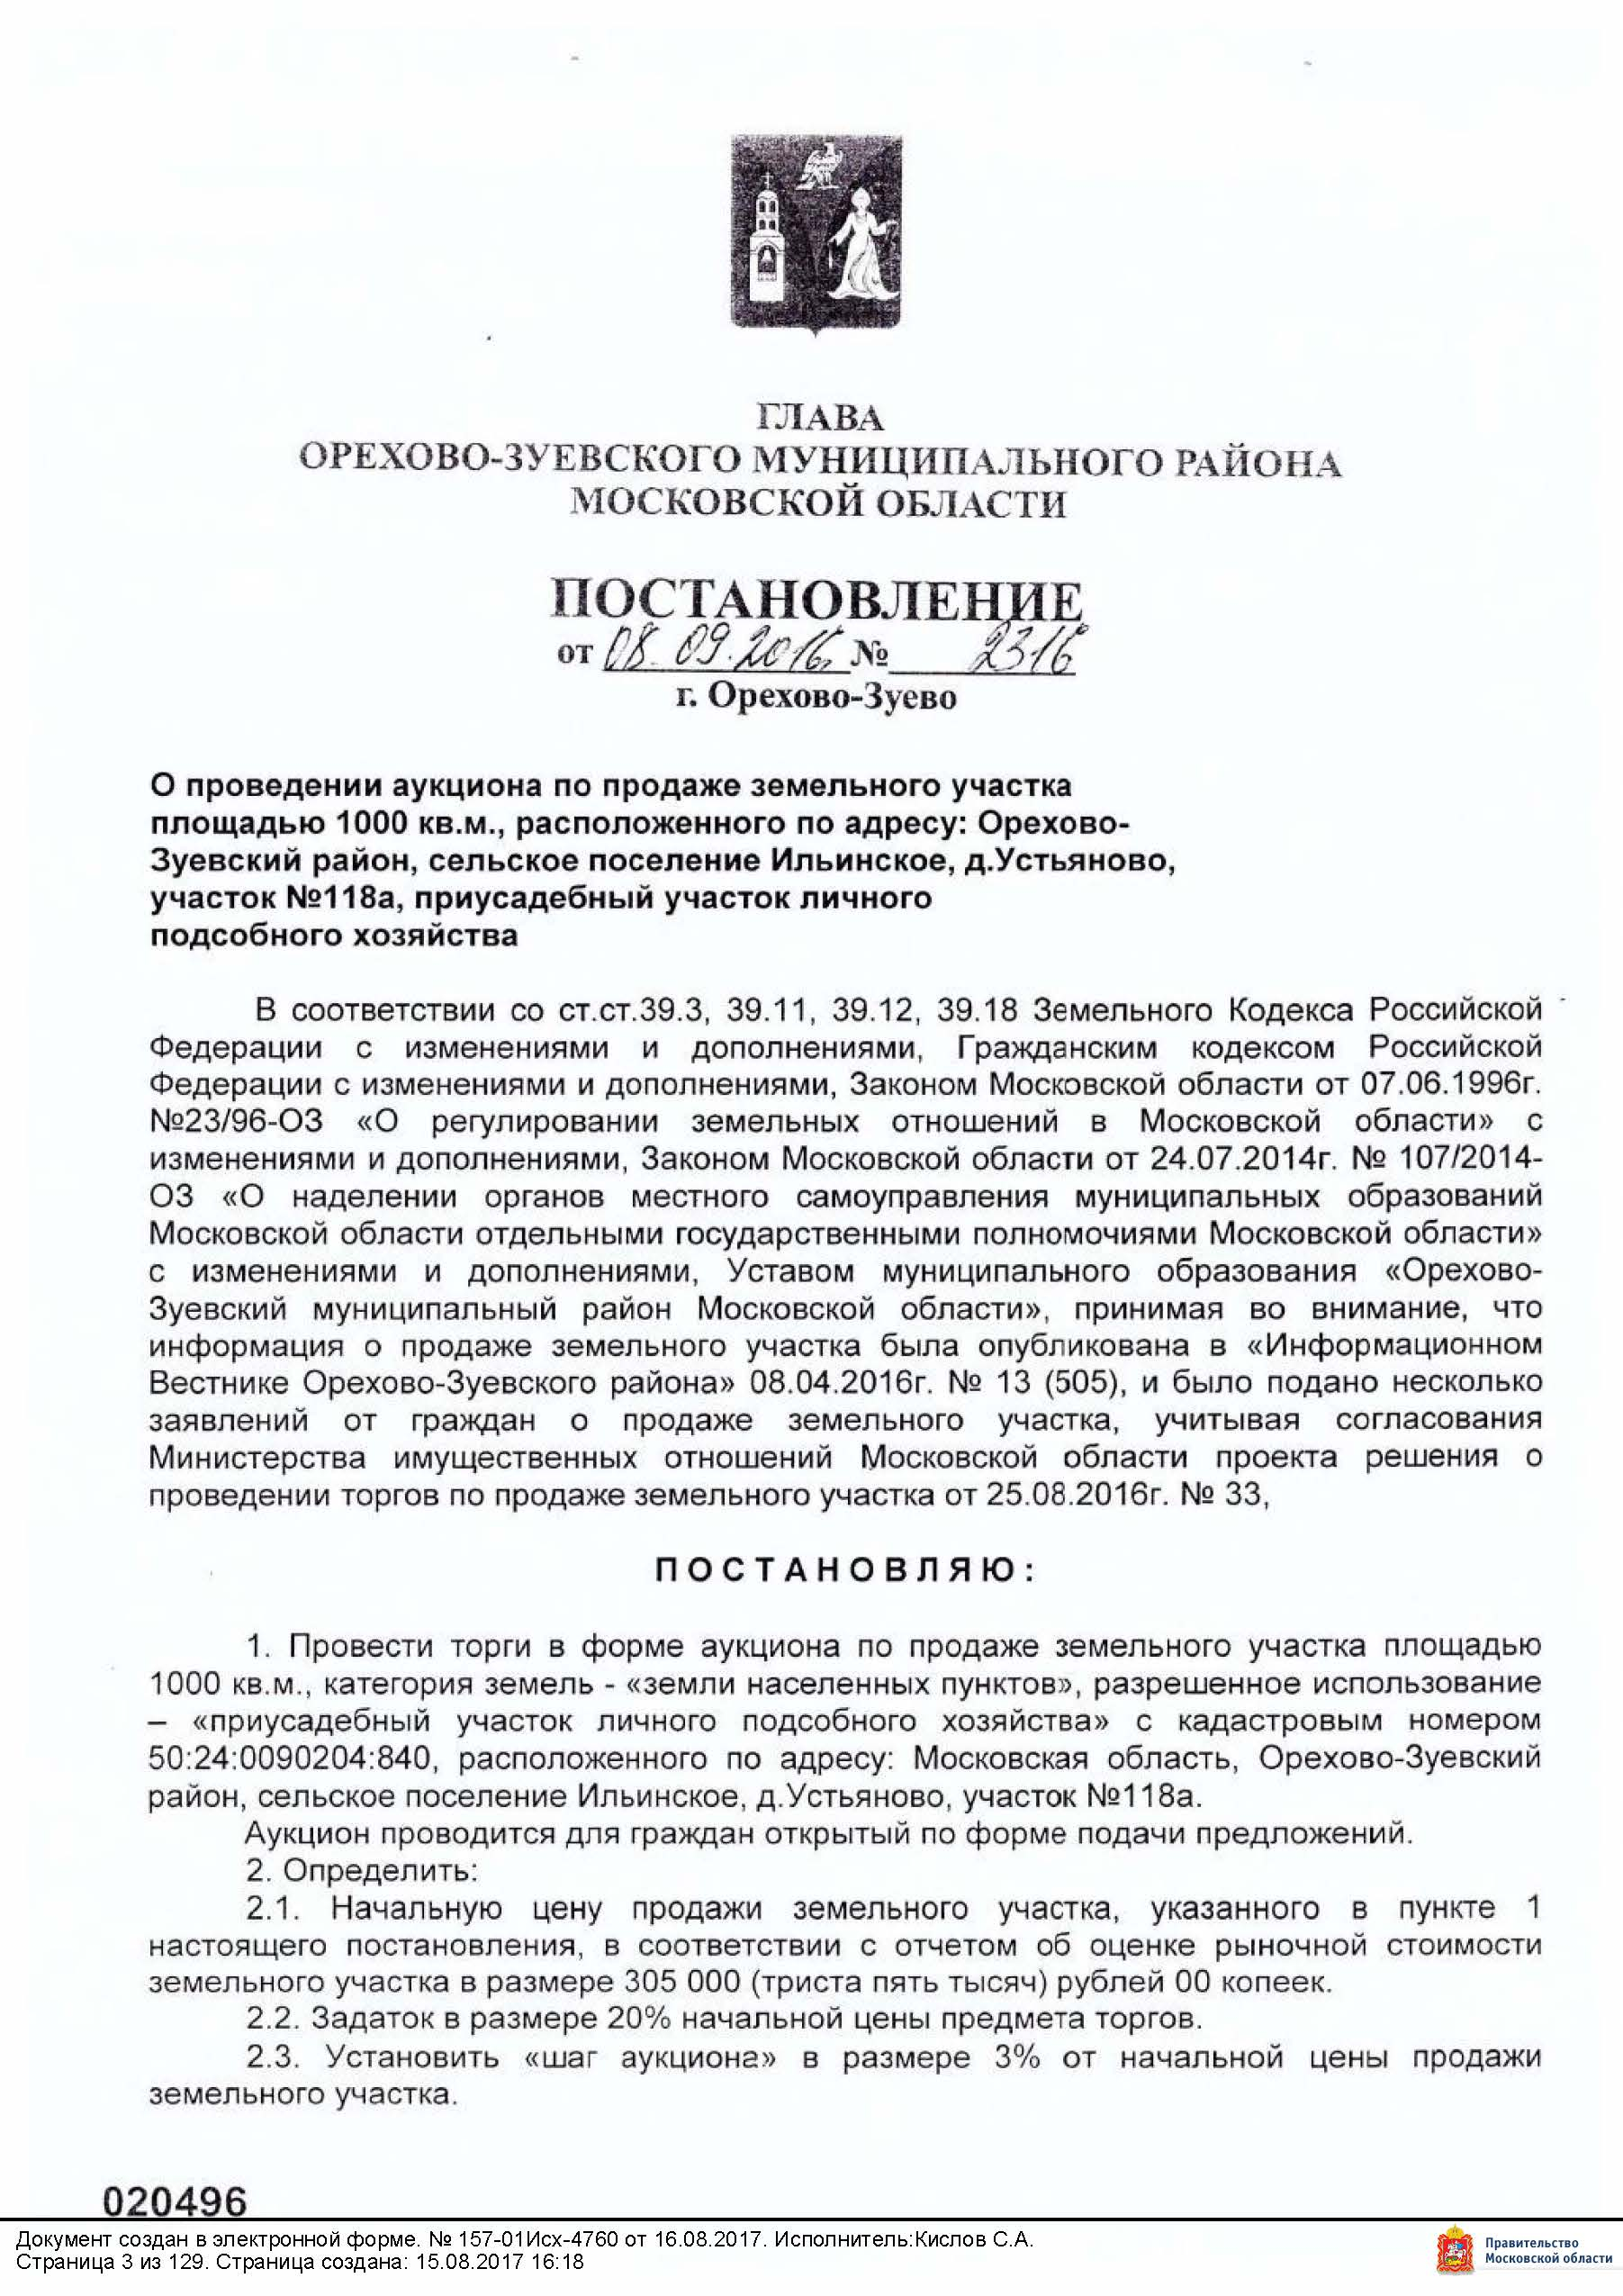 ГЛАВА
ОРЕХОВО-ЗУЕВСКОГО МУНИЦИПАЛЬНОГО РАЙОНА
МОСКОВСКОЙ ОБЛАСТИ
ПОСТАНОВЛЕНИЕ
от 08.09.2016г. № 2316
г. Орехово-Зуево
О проведении аукциона по продаже земельного участка
площадью 1000 кв.м., расположенного по адресу: Орехово-
Зуевский район, сельское поселение Ильинское, д.Устьяново,
участок №118а, приусадебный участок личного
подсобного хозяйства
В соответствии со ст.ст.39.3, 39.11, 39.12, 39.18 Земельного Кодекса Российской
Федерации с изменениями и дополнениями, Гражданским кодексом Российской
Федерации с изменениями и дополнениями, Законом Московской области от 07.06.1996г.
№23/96-ОЗ «О регулировании земельных отношений в Московской области» с
изменениями и дополнениями, Законом Московской области от 24.07.2014г. № 107/2014-
ОЗ «О наделении органов местного самоуправления муниципальных образований
Московской области отдельными государственными полномочиями Московской области»
с изменениями и дополнениями, Уставом муниципального образования «Орехово-
Зуевский муниципальный район Московской области», принимая во внимание, что
информация о продаже земельного участка была опубликована в «Информационном
Вестнике Орехово-Зуевского района» 08.04.2016г. № 13 (505), и было подано несколько
заявлений от граждан о продаже земельного участка, учитывая согласования
Министерства имущественных отношений Московской области проекта решения о
проведении торгов по продаже земельного участка от 25.08.2016г. № 33,
ПОСТАНОВЛЯЮ:
1. Провести торги в форме аукциона по продаже земельного участка площадью
1000 кв.м., категория земель - «земли населенных пунктов», разрешенное использование
– «приусадебный участок личного подсобного хозяйства» с кадастровым номером
50:24:0090204:840, расположенного по адресу: Московская область, Орехово-Зуевский
район, сельское поселение Ильинское, д.Устьяново, участок №118а.
Аукцион проводится для граждан открытый по форме подачи предложений.
2. Определить:
2.1. Начальную цену продажи земельного участка, указанного в пункте 1
настоящего постановления, в соответствии с отчетом об оценке рыночной стоимости
земельного участка в размере 305 000 (триста пять тысяч) рублей 00 копеек.
2.2. Задаток в размере 20% начальной цены предмета торгов.
2.3. Установить «шаг аукциона» в размере 3% от начальной цены продажи
земельного участка.
020496
Документ создан в электронной форме. № 157-01Исх-4760 от 16.08.2017. Исполнитель:Кислов С.А.
Страница 3 из 129. Страница создана: 15.08.2017 16:18
Правительство
Московской области